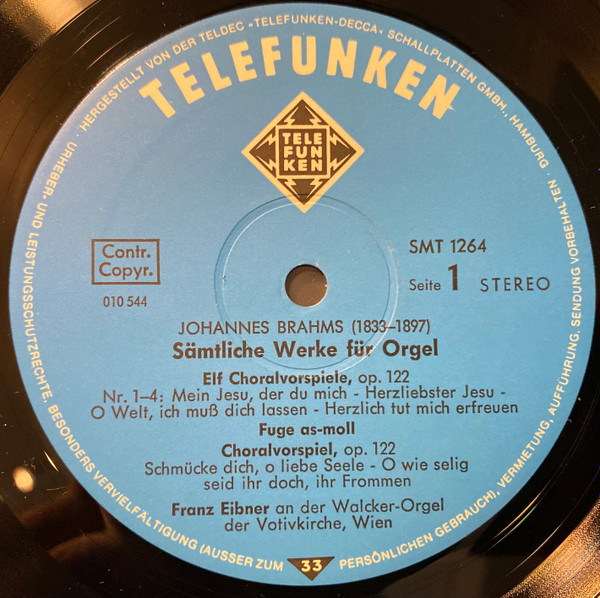 URHEBER- UND LEISTUNGSSCHUTZRECHTE, BESONDERS VERVIELFÄLTIGUNG (AUSSER ZUM PERSÖNLICHEN GEBRAUCH), VERMIETUNG, AUFFÜHRUNG, SENDUNG VORBEHALTEN · HERGESTELLT VON DER TELDEC »TELEFUNKEN-DECCA« SCHALLPLATTEN GMBH., HAMBURG ·
TELEFUNKEN
TELE
FUN
KEN
Contr.
Copyr.
010 544
SMT 1264
Seite 1 STEREO
JOHANNES BRAHMS (1833–1897)
Sämtliche Werke für Orgel
Elf Choralvorspiele, op. 122
Nr. 1–4: Mein Jesu, der du mich - Herzliebster Jesu -
O Welt, ich muß dich lassen - Herzlich tut mich erfreuen
Fuge as-moll
Choralvorspiel, op. 122
Schmücke dich, o liebe Seele - O wie selig
seid ihr doch, ihr Frommen
Franz Eibner an der Walcker-Orgel
der Votivkirche, Wien
33